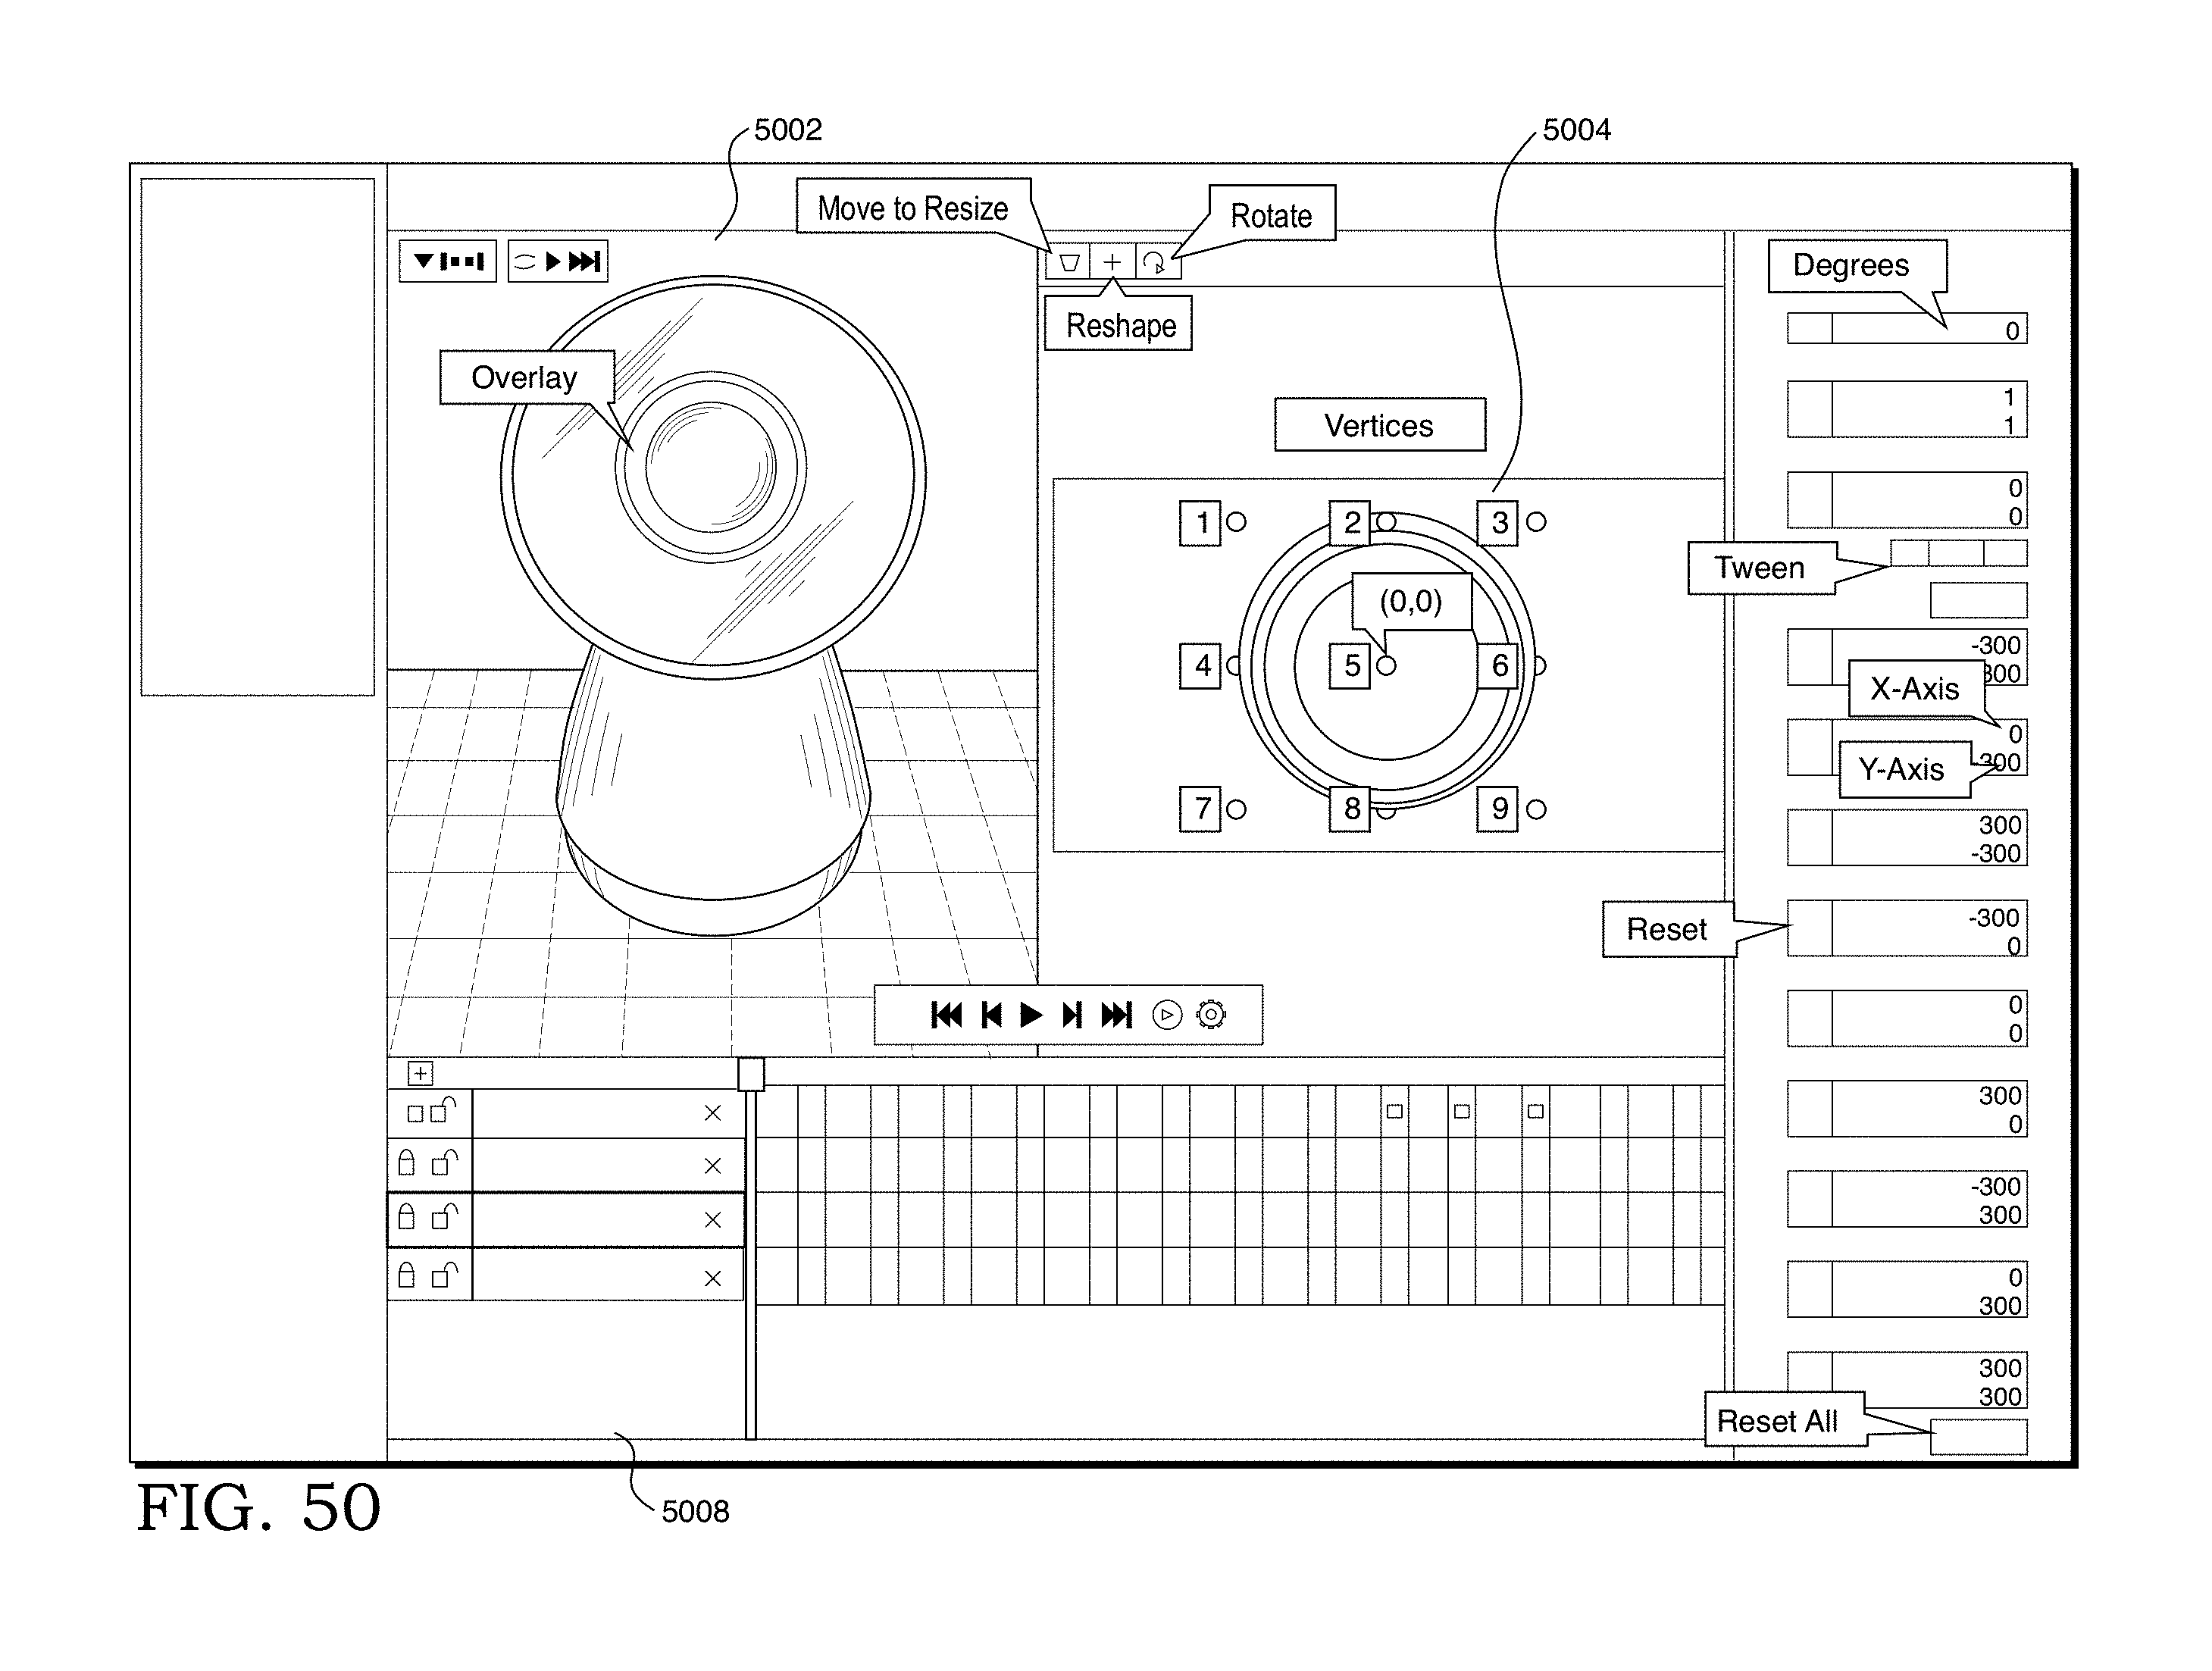 5002
5004
Move to Resize
Rotate
Reshape
Degrees
0
Overlay
1
1
Vertices
0
0
1 2 3
Tween
(0,0)
4 5 6
-300
300
X-Axis
0
Y-Axis
300
7 8 9
300
-300
Reset
-300
0
0
0
300
0
-300
300
0
300
300
300
Reset All
FIG. 50
5008